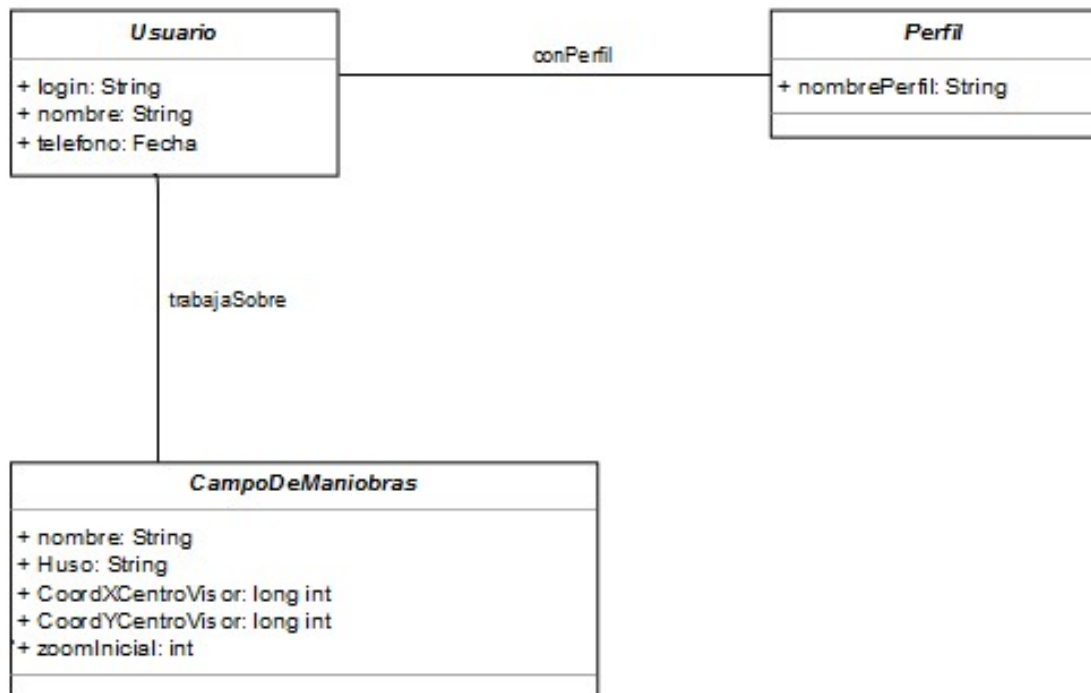 Usuario
+ login: String
+ nombre: String
+ telefono: Fecha
conPerfil
Perfil
+ nombrePerfil: String
trabajaSobre
CampoDeManiobras
+ nombre: String
+ Huso: String
+ CoordXCentroVisor: long int
+ CoordYCentroVisor: long int
+ zoomInicial: int